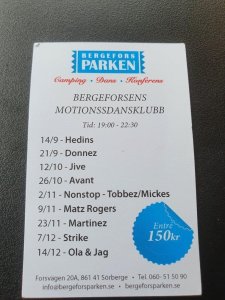 BERGEFORS
PARKEN
Camping • Dans • Konferens
BERGEFORSENS
MOTIONSSDANSKLUBB
Tid: 19:00 - 22:30
14/9 - Hedins
21/9 - Donnez
12/10 - Jive
26/10 - Avant
2/11 - Nonstop - Tobbez/Mickes
9/11 - Matz Rogers
23/11 - Martinez
7/12 - Strike
14/12 - Ola & Jag
Entré
150kr
Forsvägen 20A, 861 41 Sörberge • Tel. 060- 51 50 90
info@bergeforsparken.se • bergeforsparken.se